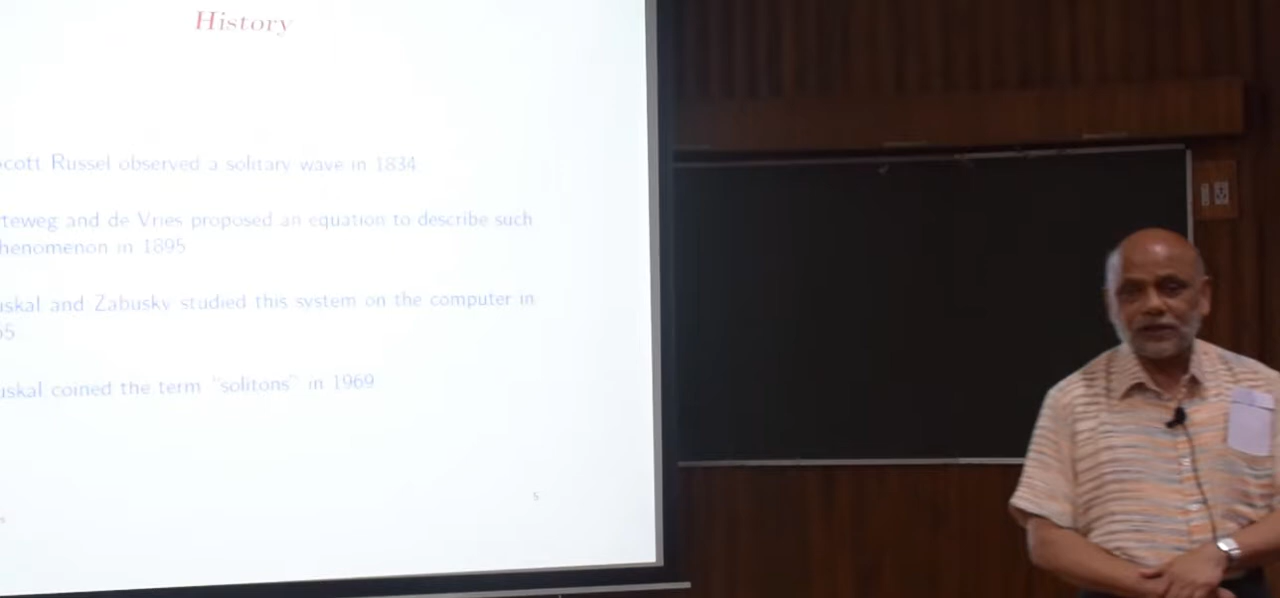 History
cott Russel observed a solitary wave in 1834
teweg and de Vries proposed an equation to describe such
henomenon in 1895
uskal and Zabusky studied this system on the computer in
65
uskal coined the term "solitons" in 1969
5
s